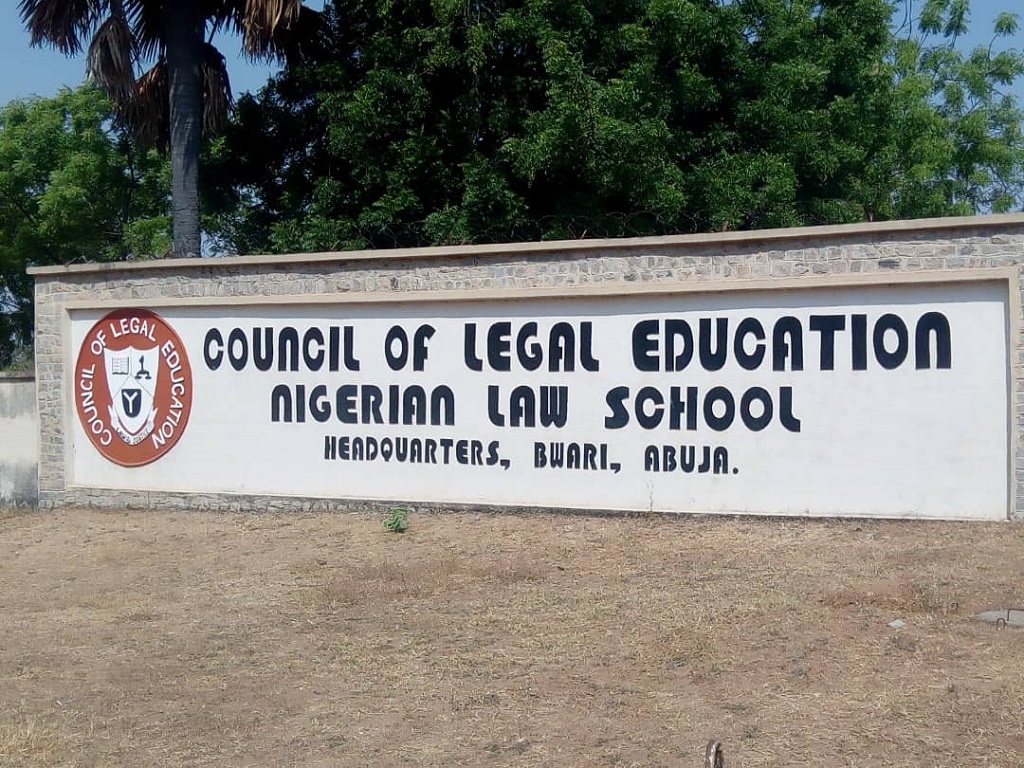 COUNCIL OF LEGAL EDUCATION
COUNCIL OF LEGAL EDUCATION
NIGERIAN LAW SCHOOL
HEADQUARTERS, BWARI, ABUJA.